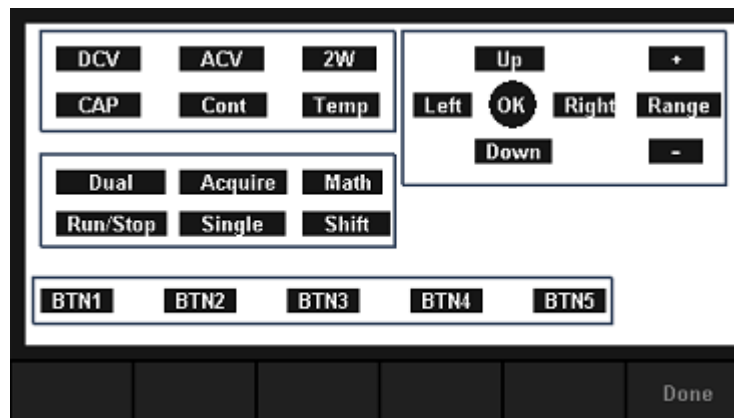 DCV ACV 2W
CAP Cont Temp
Up +
Left OK Right Range
Down -
Dual Acquire Math
Run/Stop Single Shift
BTN1 BTN2 BTN3 BTN4 BTN5
Done